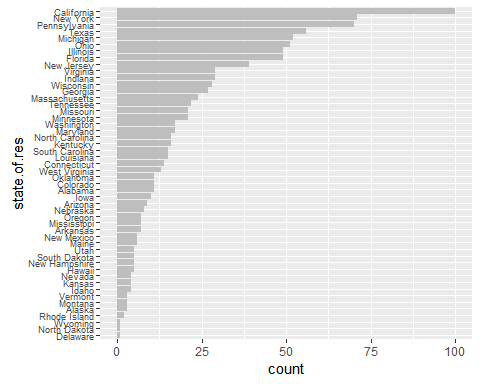 California
New York
Pennsylvania
Texas
Michigan
Ohio
Illinois
Florida
New Jersey
Virginia
Indiana
Wisconsin
Georgia
Massachusetts
Tennessee
Missouri
Minnesota
Washington
Maryland
North Carolina
Kentucky
South Carolina
Louisiana
Connecticut
West Virginia
Oklahoma
Colorado
Alabama
Iowa
Arizona
Nebraska
Oregon
Mississippi
Arkansas
New Mexico
Maine
Utah
South Dakota
New Hampshire
Hawaii
Nevada
Kansas
Idaho
Vermont
Montana
Alaska
Rhode Island
Wyoming
North Dakota
Delaware
state.of.res
0 25 50 75 100
count